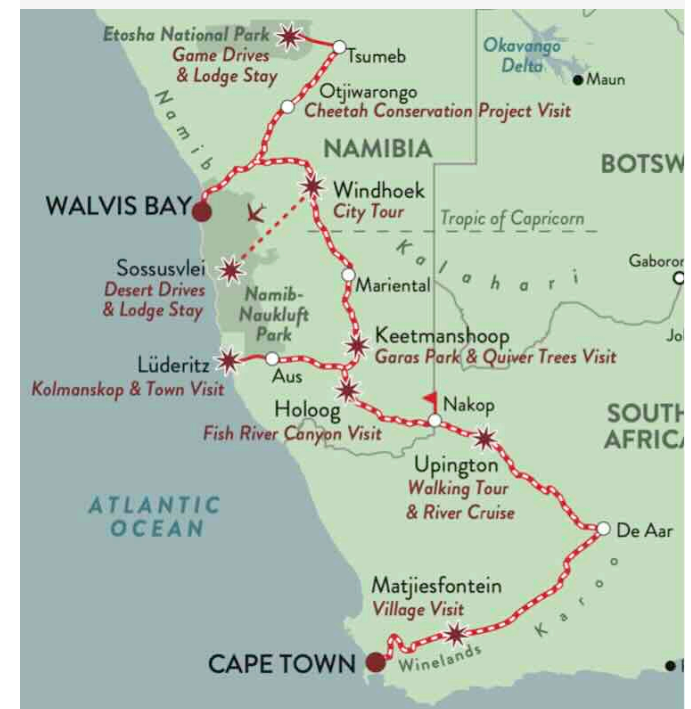 Etosha National Park
Game Drives
& Lodge Stay
Tsumeb
Okavango
Delta
Maun
Otjiwarongo
Cheetah Conservation Project Visit
Namib
NAMIBIA
BOTSW
WALVIS BAY
Windhoek
City Tour
Tropic of Capricorn
Kalahari
Gaboron
Sossusvlei
Desert Drives
& Lodge Stay
Mariental
Namib-
Naukluft
Park
Keetmanshoop
Garas Park & Quiver Trees Visit
Joh
Lüderitz
Kolmanskop & Town Visit
Aus
Holoog
Fish River Canyon Visit
Nakop
SOUTH
AFRICA
Upington
Walking Tour
& River Cruise
ATLANTIC
OCEAN
De Aar
Matjiesfontein
Village Visit
Karoo
CAPE TOWN
Winelands